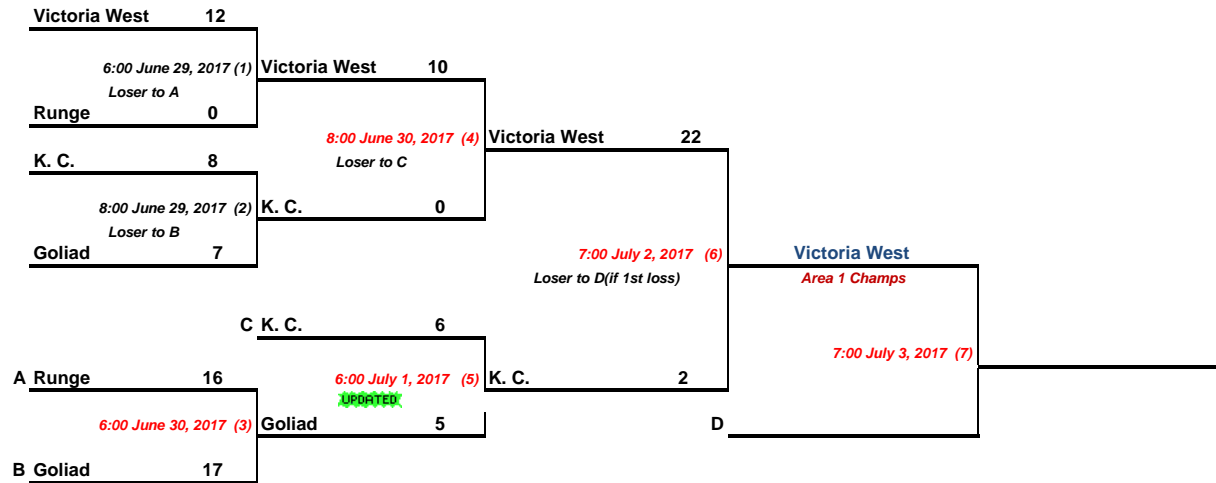 Victoria West 12
6:00 June 29, 2017 (1) Victoria West 10
Loser to A
Runge 0
8:00 June 30, 2017 (4) Victoria West 22
K. C. 8
Loser to C
8:00 June 29, 2017 (2) K. C. 0
Loser to B
Goliad 7
7:00 July 2, 2017 (6) Victoria West
Loser to D(if 1st loss) Area 1 Champs
C K. C. 6
7:00 July 3, 2017 (7)
A Runge 16
6:00 July 1, 2017 (5) K. C. 2
UPDATED
6:00 June 30, 2017 (3) Goliad 5
D
B Goliad 17